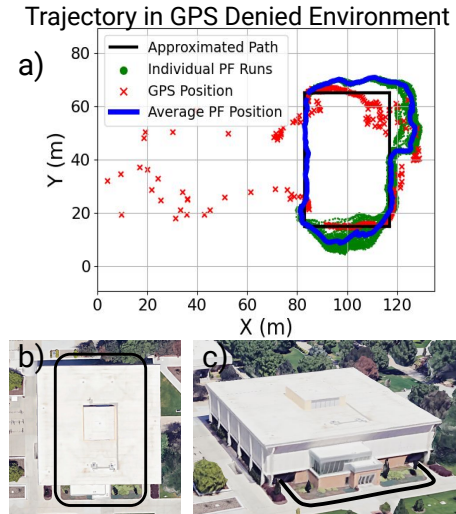 Trajectory in GPS Denied Environment
a)
Approximated Path
Individual PF Runs
GPS Position
Average PF Position
Y (m)
80
60
40
20
0
0 20 40 60 80 100 120
X (m)
b)
c)